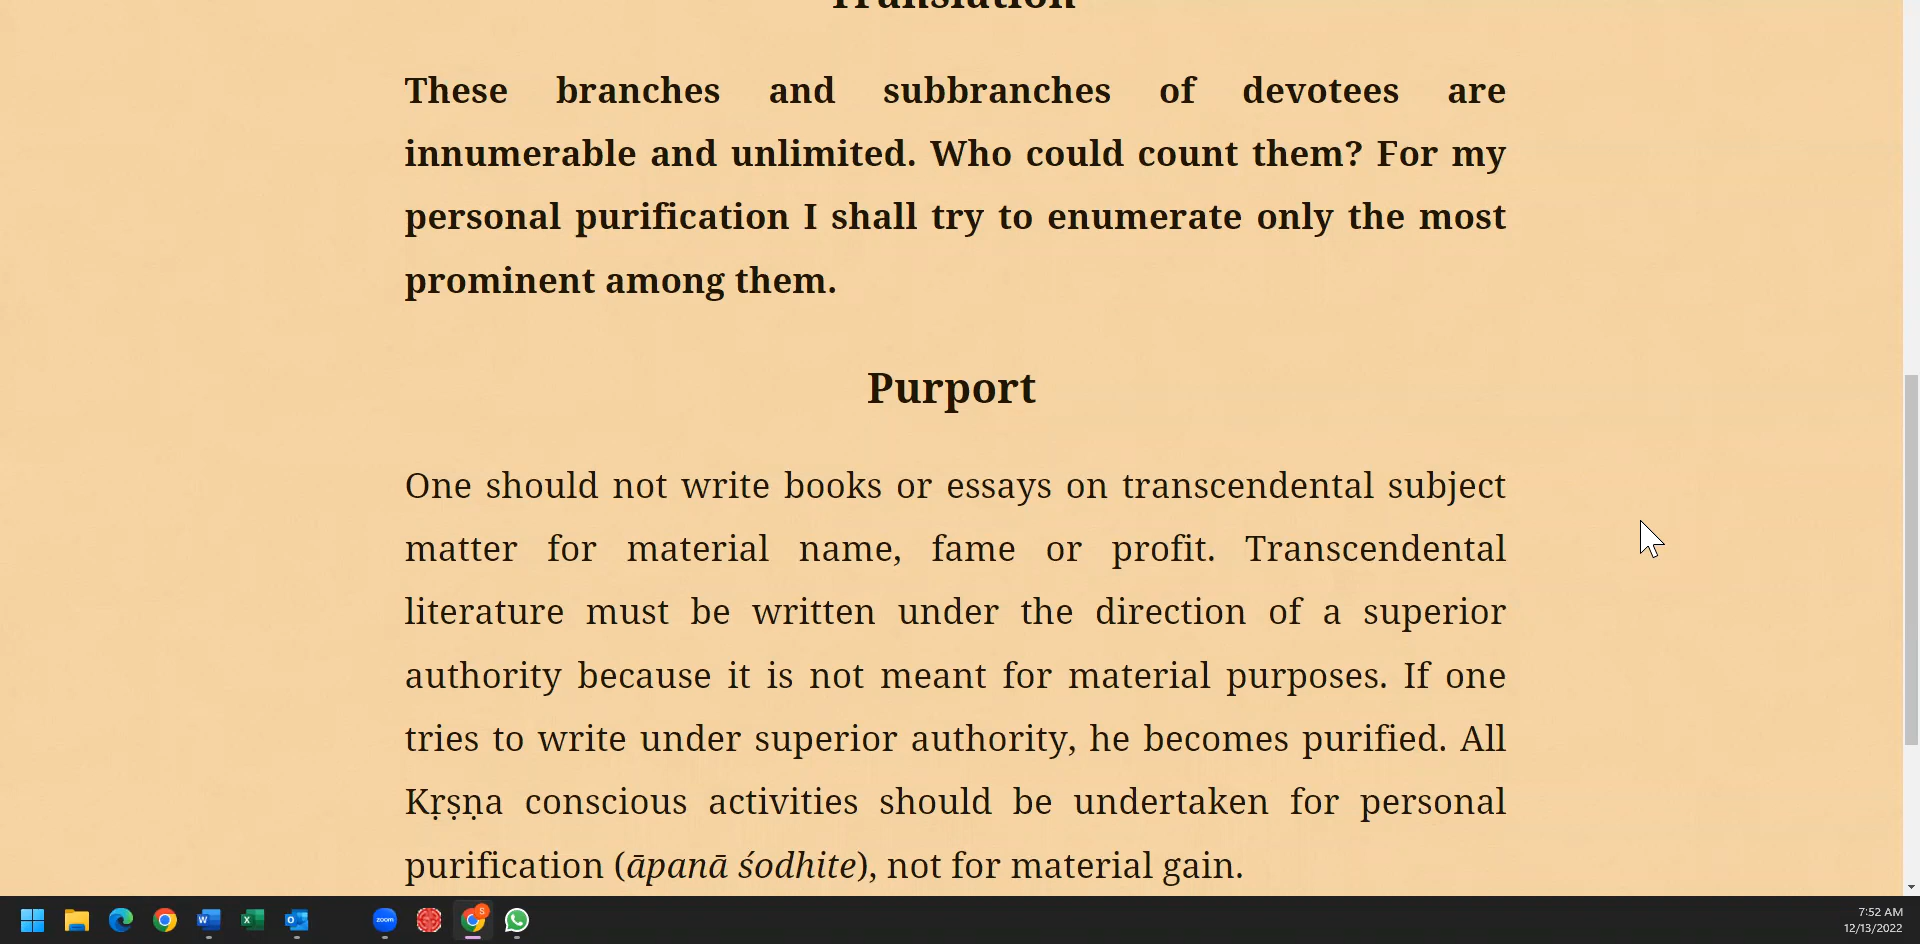 Translation
These branches and subbranches of devotees are
innumerable and unlimited. Who could count them? For my
personal purification I shall try to enumerate only the most
prominent among them.
Purport
One should not write books or essays on transcendental subject
matter for material name, fame or profit. Transcendental
literature must be written under the direction of a superior
authority because it is not meant for material purposes. If one
tries to write under superior authority, he becomes purified. All
Kṛṣṇa conscious activities should be undertaken for personal
purification (āpanā śodhite), not for material gain.
W
X
O
zoom
S
7:52 AM
12/13/2022